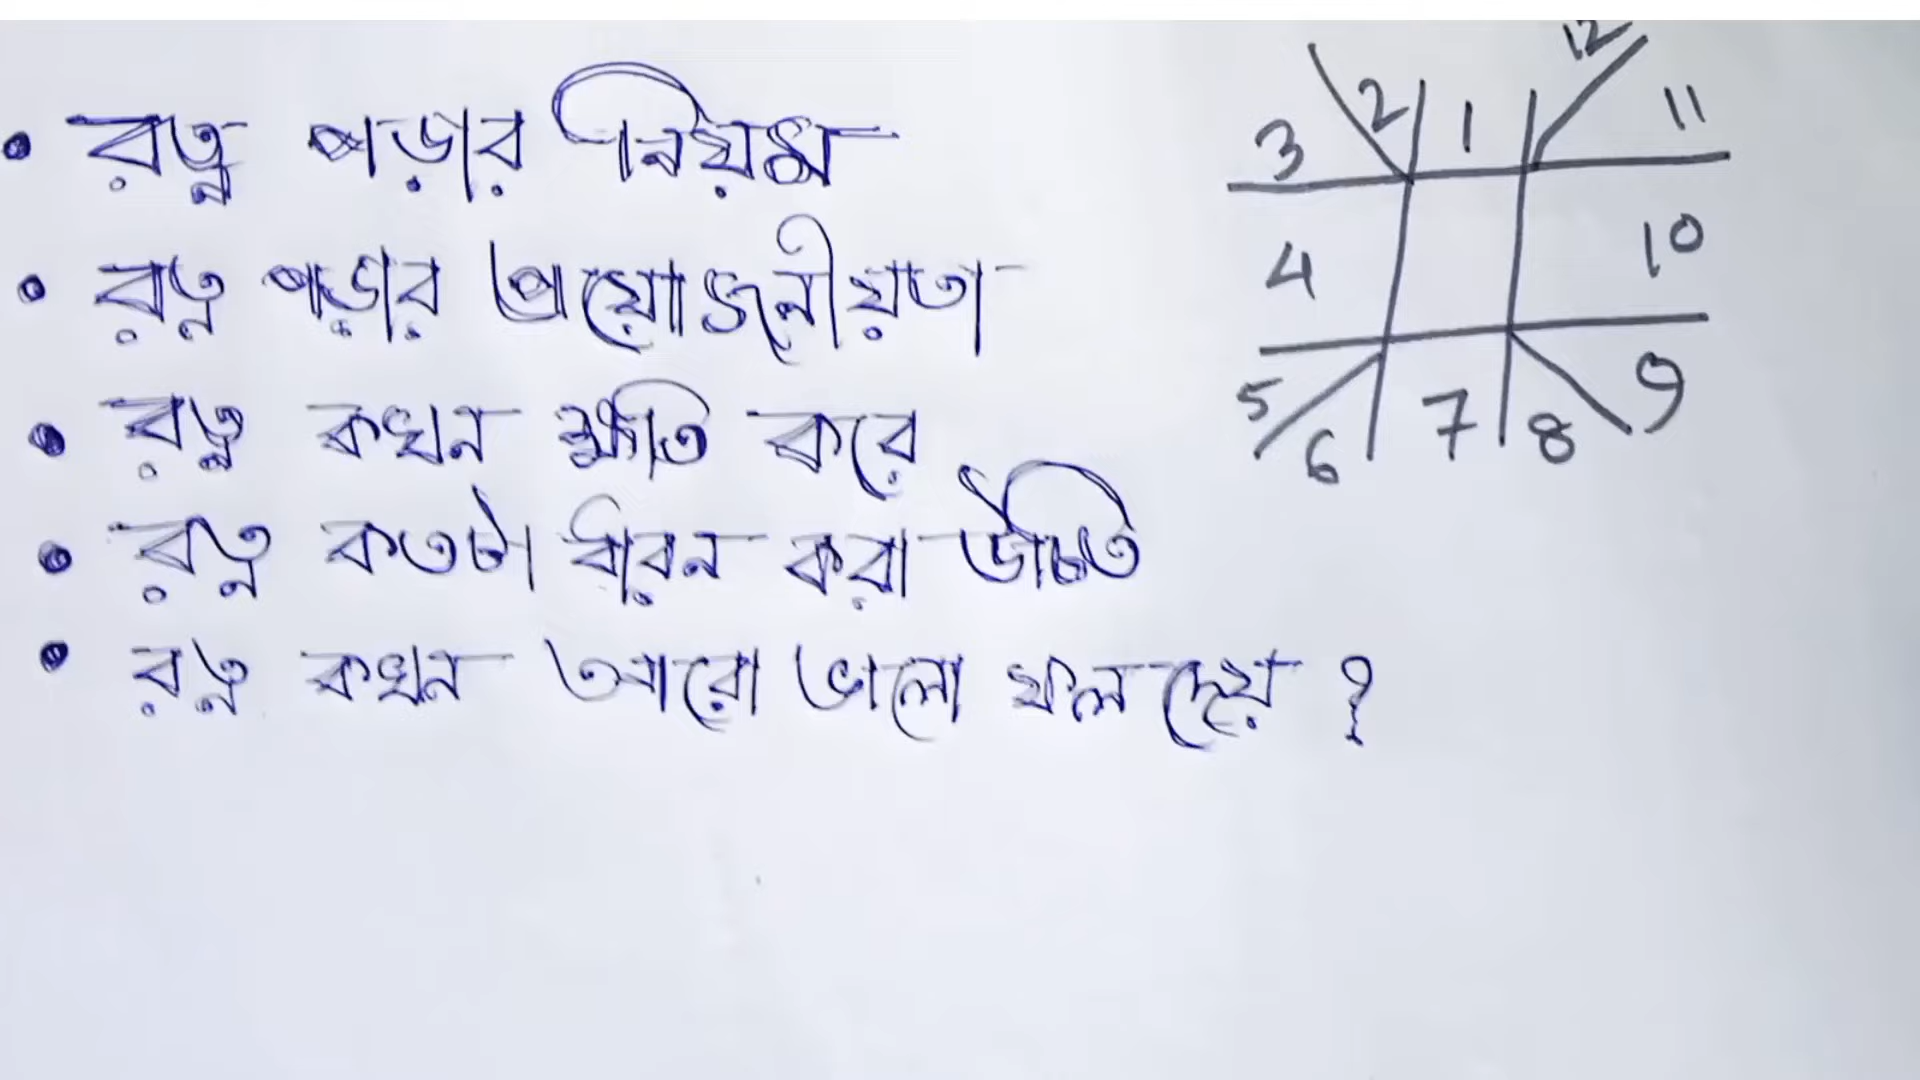 • রত্ন পড়ার নিয়ম
• রত্ন পড়ার প্রয়োজনীয়তা
• রত্ন কখন ক্ষতি করে
• রত্ন কতটা ধারন করা উচিত
• রত্ন কখন আরো ভালো ফল দেয় ?
12
3 2 1 11
4 10
5 6 7 8 9